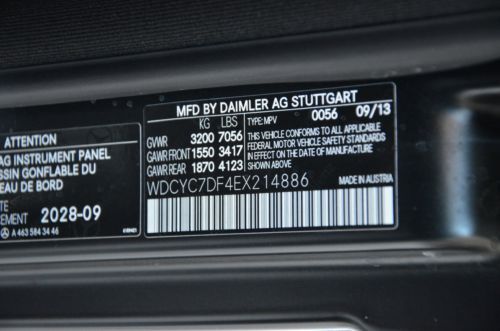 ATTENTION
AG INSTRUMENT PANEL
SSIN GONFLABLE DU
EAU DE BORD
CEMENT 2028-09
A 463 584 34 46
MFD BY DAIMLER AG STUTTGART
KG LBS TYPE: MPV 0056 09/13
GVWR 3200 7056
GAWR FRONT 1550 3417
GAWR REAR 1870 4123
THIS VEHICLE CONFORMS TO ALL APPLICABLE
FEDERAL MOTOR VEHICLE SAFETY STANDARDS
IN EFFECT ON THE DATE OF
MANUFACTURE SHOWN ABOVE.
WDCYC7DF4EX214886 MADE IN AUSTRIA